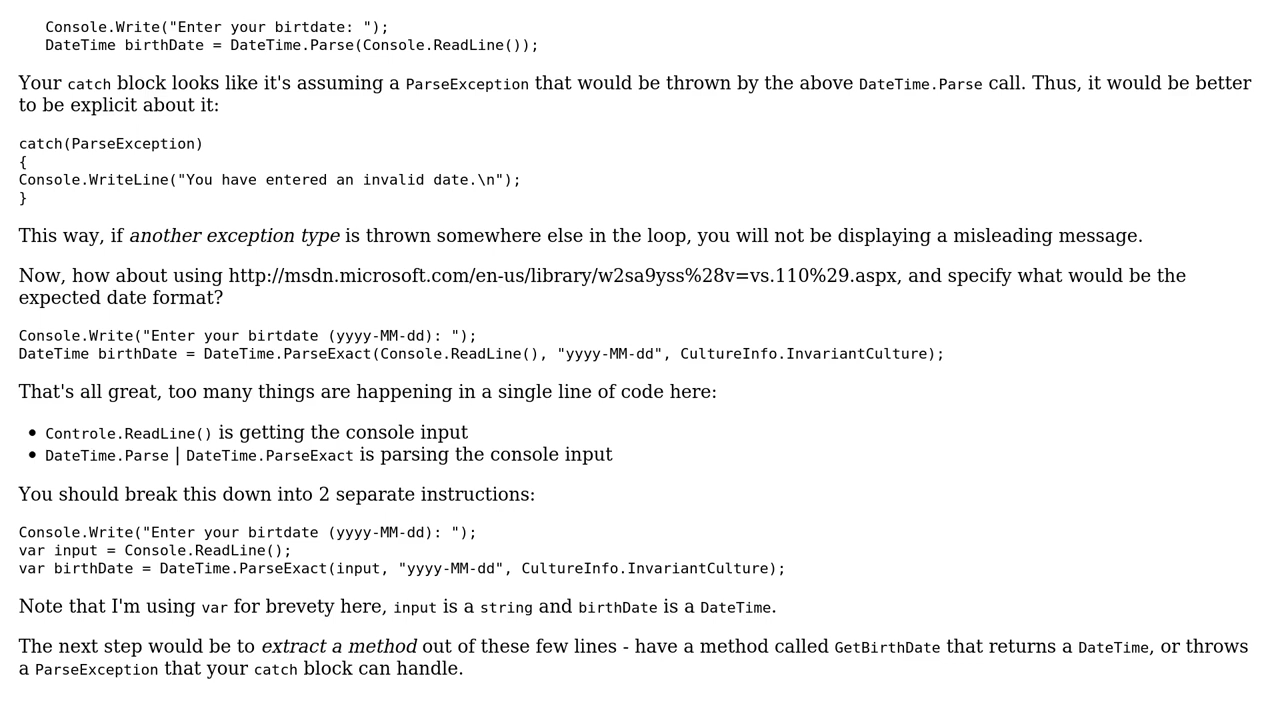 Console.Write("Enter your birtdate: ");
DateTime birthDate = DateTime.Parse(Console.ReadLine());
Your catch block looks like it's assuming a ParseException that would be thrown by the above DateTime.Parse call. Thus, it would be better
to be explicit about it:
catch(ParseException)
{
Console.WriteLine("You have entered an invalid date.\n");
}
This way, if another exception type is thrown somewhere else in the loop, you will not be displaying a misleading message.
Now, how about using http://msdn.microsoft.com/en-us/library/w2sa9yss%28v=vs.110%29.aspx, and specify what would be the
expected date format?
Console.Write("Enter your birtdate (yyyy-MM-dd): ");
DateTime birthDate = DateTime.ParseExact(Console.ReadLine(), "yyyy-MM-dd", CultureInfo.InvariantCulture);
That's all great, too many things are happening in a single line of code here:
• Controle.ReadLine() is getting the console input
• DateTime.Parse | DateTime.ParseExact is parsing the console input
You should break this down into 2 separate instructions:
Console.Write("Enter your birtdate (yyyy-MM-dd): ");
var input = Console.ReadLine();
var birthDate = DateTime.ParseExact(input, "yyyy-MM-dd", CultureInfo.InvariantCulture);
Note that I'm using var for brevety here, input is a string and birthDate is a DateTime.
The next step would be to extract a method out of these few lines - have a method called GetBirthDate that returns a DateTime, or throws
a ParseException that your catch block can handle.